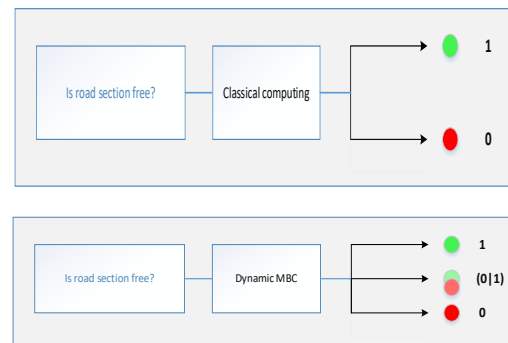 Is road section free?
Classical computing
1
0
Is road section free?
Dynamic MBC
1
(0|1)
0